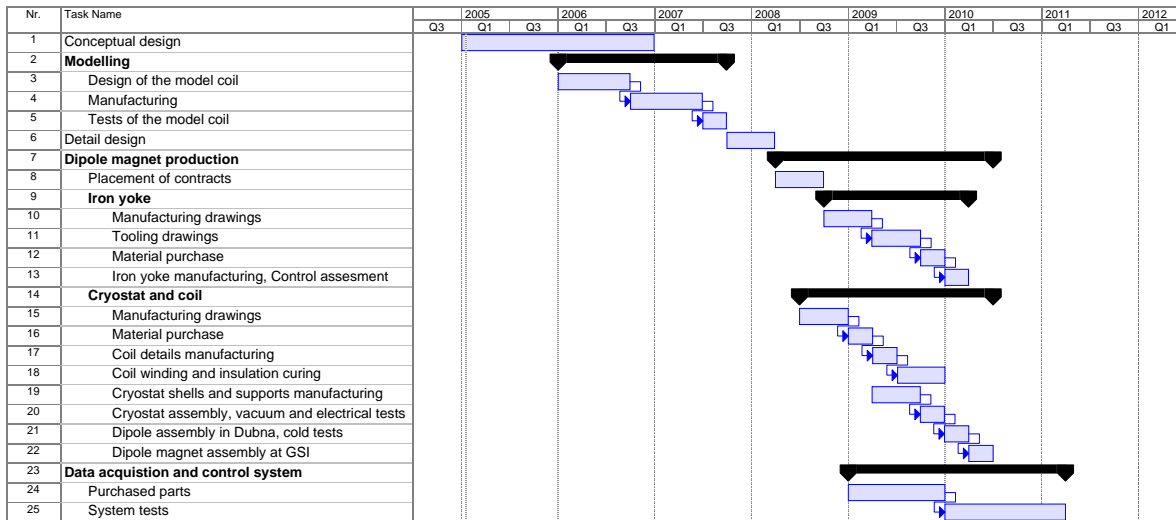 Nr. Task Name 2005 2006 2007 2008 2009 2010 2011 2012
Q3 Q1 Q3 Q1 Q3 Q1 Q3 Q1 Q3 Q1 Q3 Q1 Q3 Q1 Q3 Q1
1 Conceptual design
2 Modelling
3 Design of the model coil
4 Manufacturing
5 Tests of the model coil
6 Detail design
7 Dipole magnet production
8 Placement of contracts
9 Iron yoke
10 Manufacturing drawings
11 Tooling drawings
12 Material purchase
13 Iron yoke manufacturing, Control assesment
14 Cryostat and coil
15 Manufacturing drawings
16 Material purchase
17 Coil details manufacturing
18 Coil winding and insulation curing
19 Cryostat shells and supports manufacturing
20 Cryostat assembly, vacuum and electrical tests
21 Dipole assembly in Dubna, cold tests
22 Dipole magnet assembly at GSI
23 Data acquistion and control system
24 Purchased parts
25 System tests